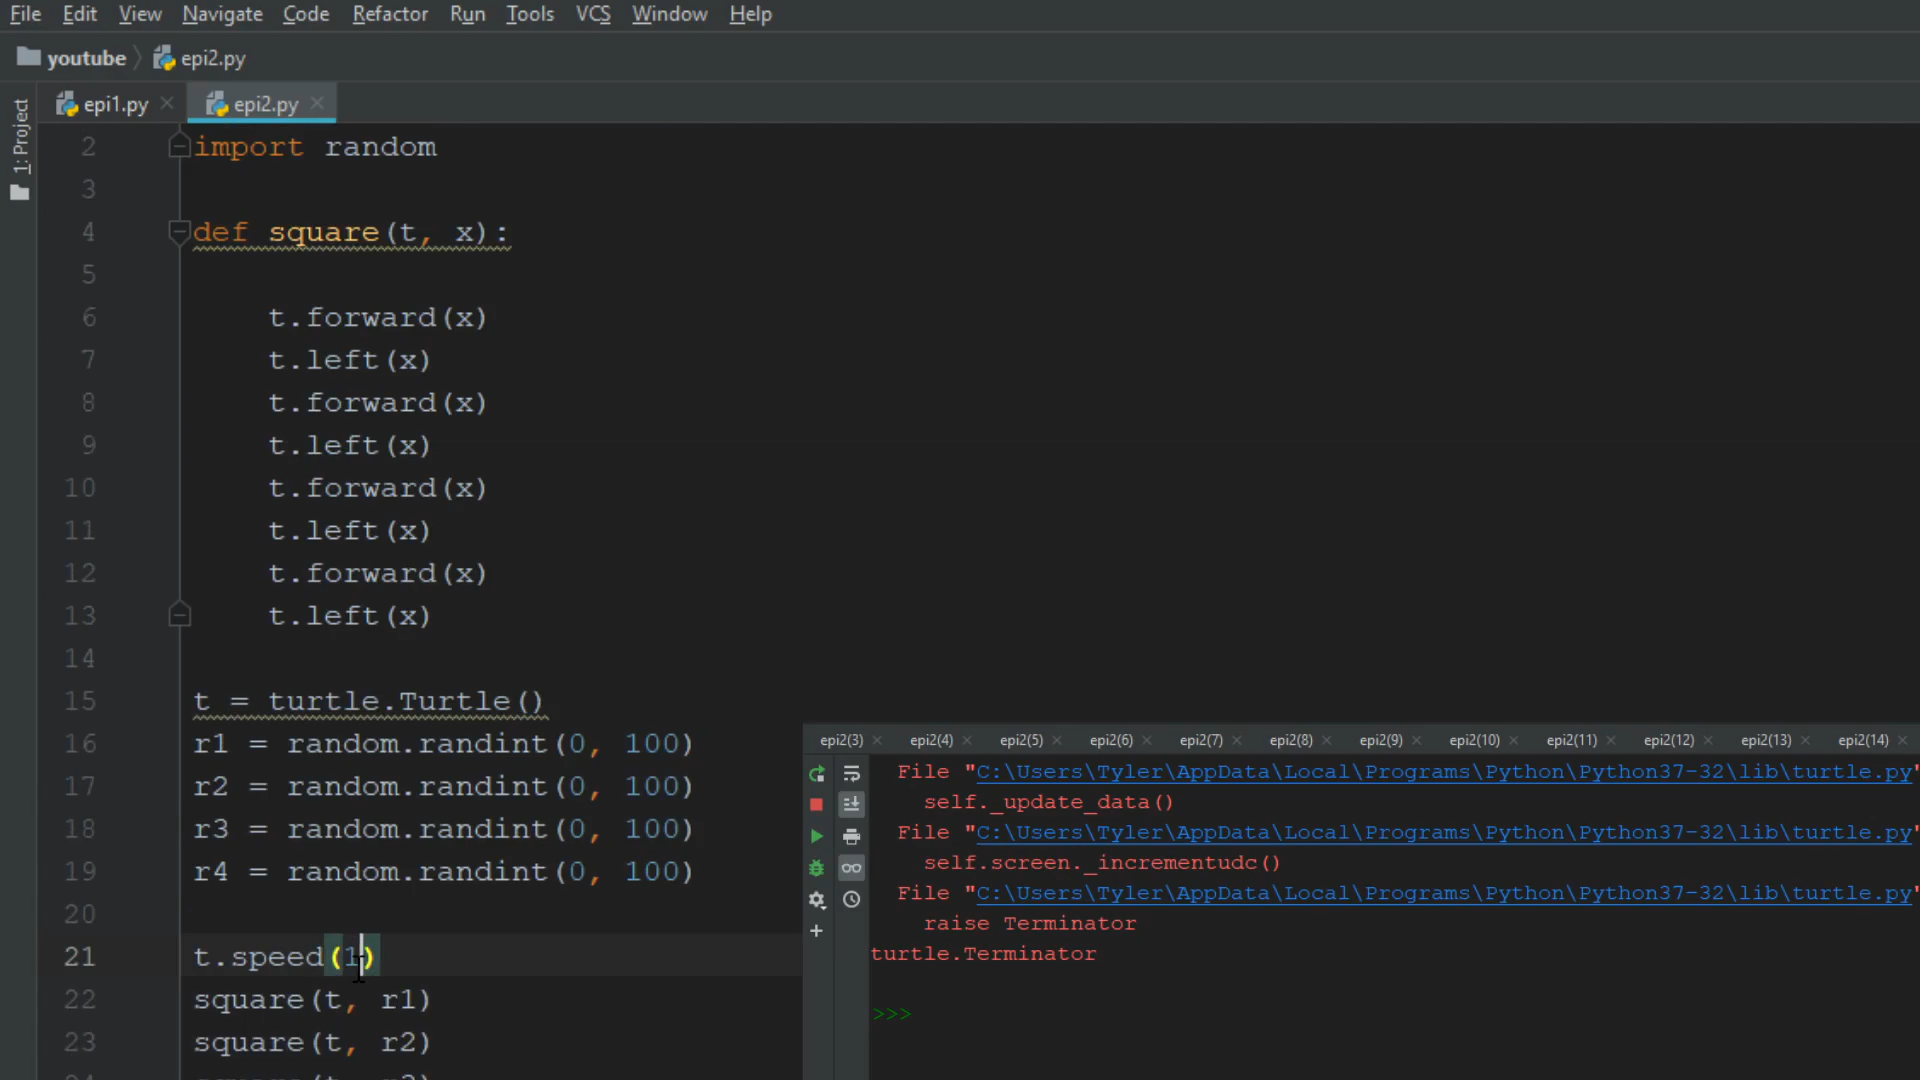 File Edit View Navigate Code Refactor Run Tools VCS Window Help
youtube epi2.py
epi1.py epi2.py
1: Project
2 import random
3
4 def square(t, x):
5
6 t.forward(x)
7 t.left(x)
8 t.forward(x)
9 t.left(x)
10 t.forward(x)
11 t.left(x)
12 t.forward(x)
13 t.left(x)
14
15 t = turtle.Turtle()
16 r1 = random.randint(0, 100)
17 r2 = random.randint(0, 100)
18 r3 = random.randint(0, 100)
19 r4 = random.randint(0, 100)
20
21 t.speed(1)
22 square(t, r1)
23 square(t, r2)
epi2(3) epi2(4) epi2(5) epi2(6) epi2(7) epi2(8) epi2(9) epi2(10) epi2(11) epi2(12) epi2(13) epi2(14)
File "C:\Users\Tyler\AppData\Local\Programs\Python\Python37-32\lib\turtle.py"
self._update_data()
File "C:\Users\Tyler\AppData\Local\Programs\Python\Python37-32\lib\turtle.py"
self.screen._incrementudc()
File "C:\Users\Tyler\AppData\Local\Programs\Python\Python37-32\lib\turtle.py"
raise Terminator
turtle.Terminator
>>>